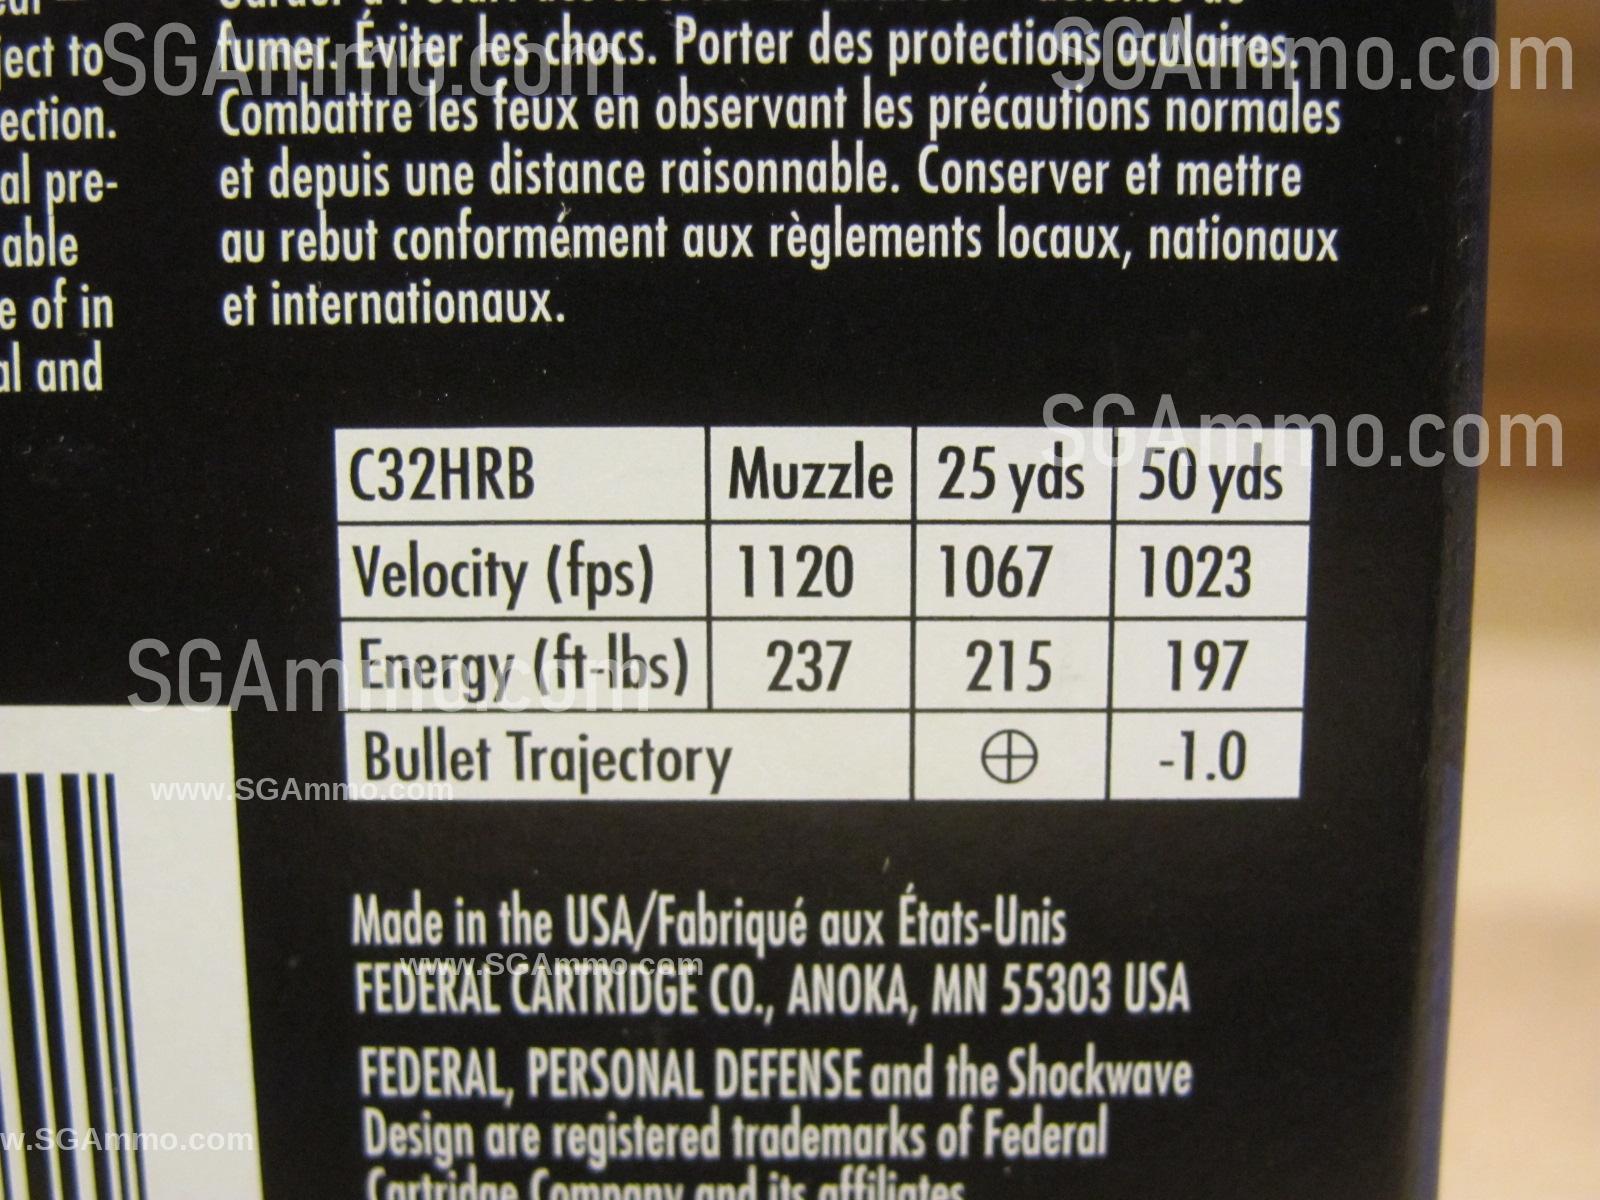 ject to
ection.
al pre-
able
e of in
al and
fumer. Éviter les chocs. Porter des protections oculaires.
Combattre les feux en observant les précautions normales
et depuis une distance raisonnable. Conserver et mettre
au rebut conformément aux règlements locaux, nationaux
et internationaux.
C32HRB Muzzle 25 yds 50 yds
Velocity (fps) 1120 1067 1023
Energy (ft-lbs) 237 215 197
Bullet Trajectory ⊕ -1.0
Made in the USA/Fabriqué aux États-Unis
FEDERAL CARTRIDGE CO., ANOKA, MN 55303 USA
FEDERAL, PERSONAL DEFENSE and the Shockwave
Design are registered trademarks of Federal
Cartridge Company and its affiliates.
SGAmmo.com
SGAmmo.com
SGAmmo.com
SGAmmo.com
www.SGAmmo.com
www.SGAmmo.com
w.SGAmmo.com